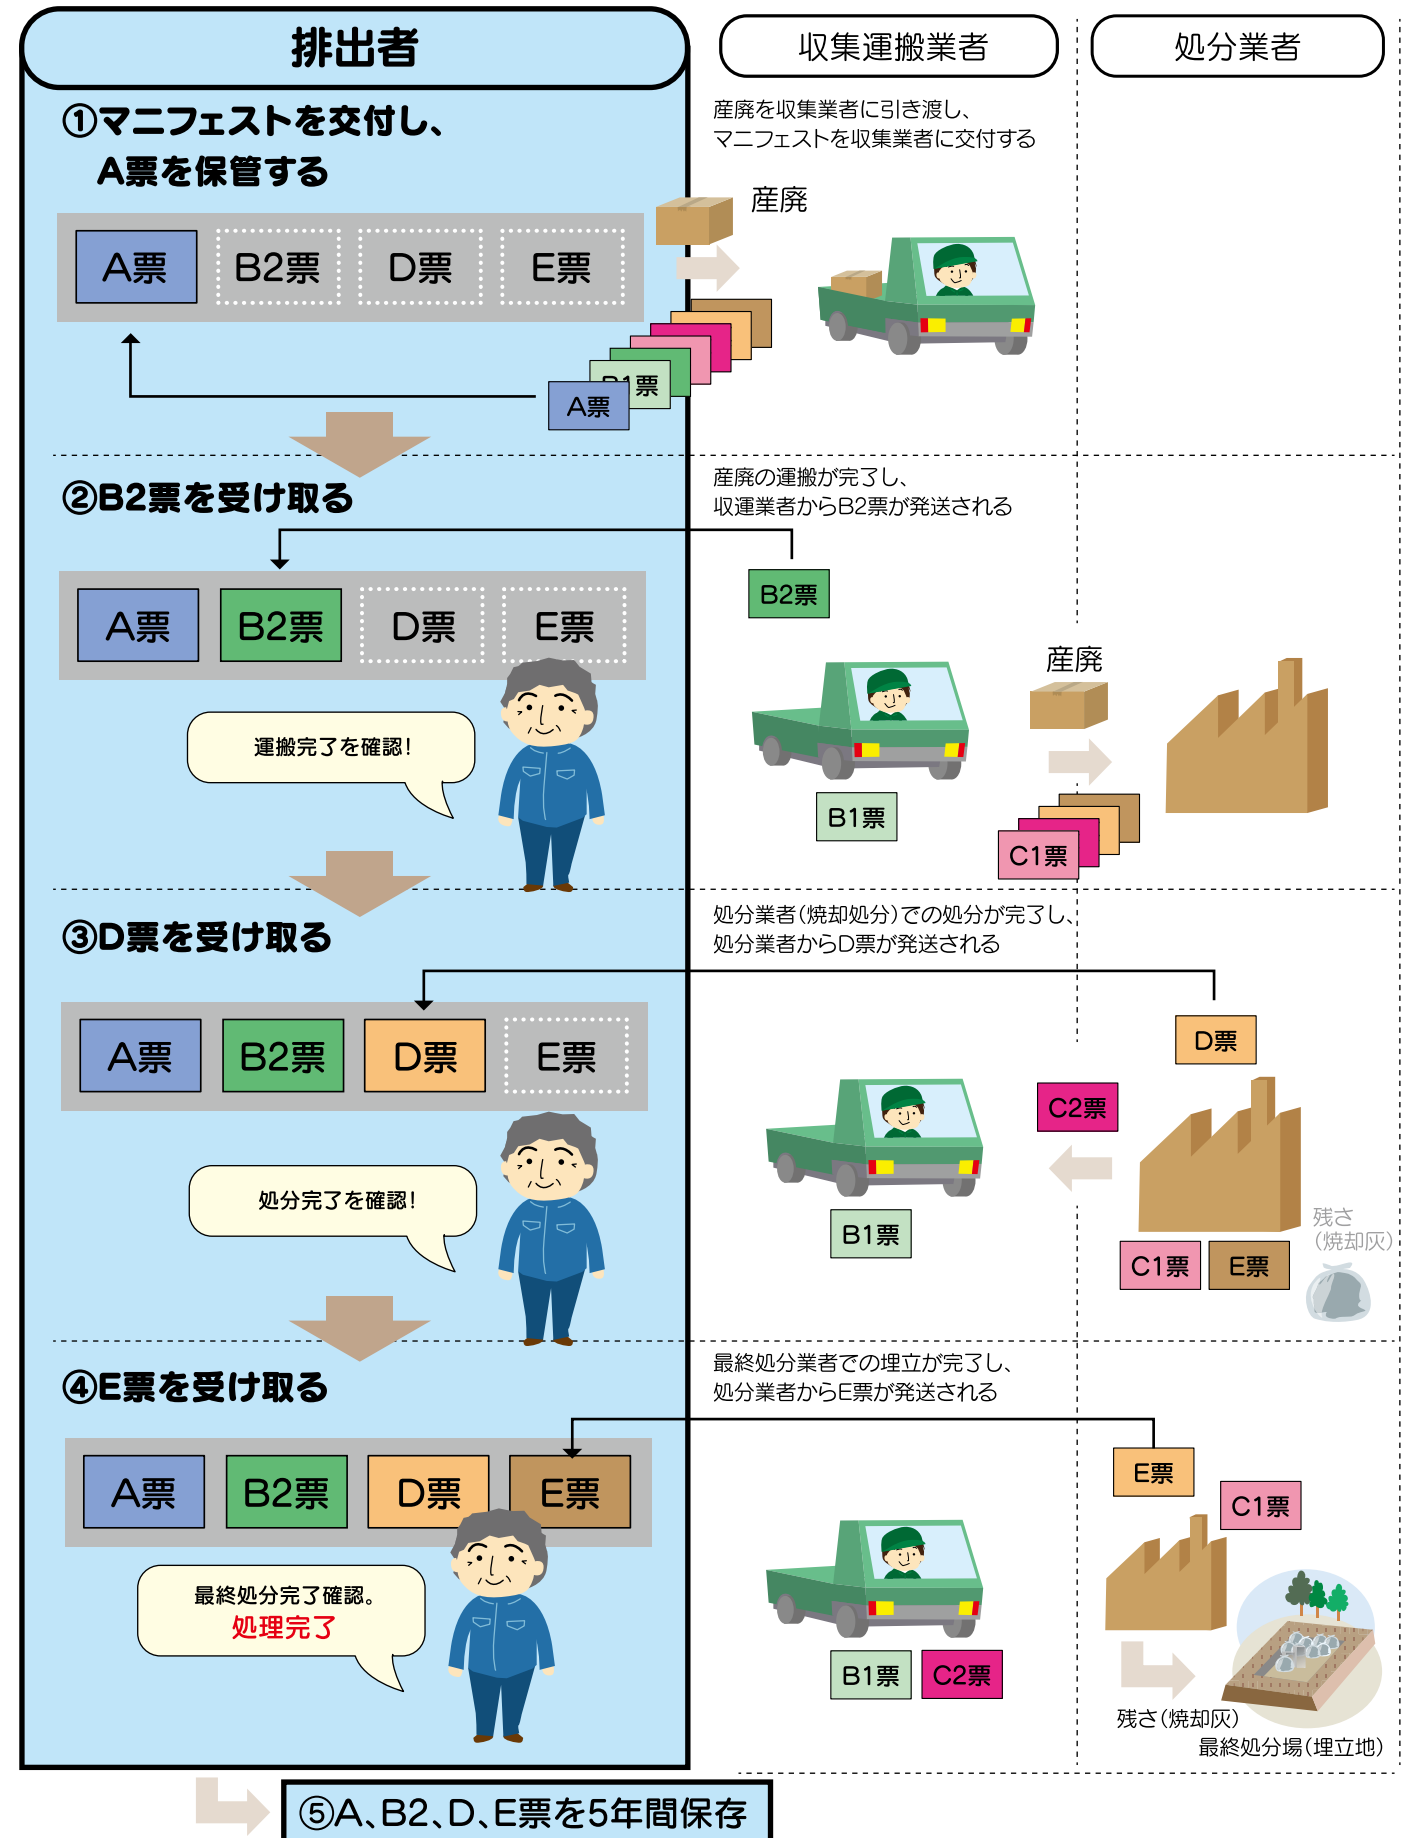 排出者
収集運搬業者
処分業者
①マニフェストを交付し、
A票を保管する
産廃を収集業者に引き渡し、
マニフェストを収集業者に交付する
産廃
A票
B2票
D票
E票
B1票
A票
②B2票を受け取る
産廃の運搬が完了し、
収運業者からB2票が発送される
B2票
A票
B2票
D票
E票
産廃
運搬完了を確認!
B1票
C1票
③D票を受け取る
処分業者(焼却処分)での処分が完了し、
処分業者からD票が発送される
D票
A票
B2票
D票
E票
C2票
処分完了を確認!
B1票
C1票
E票
残さ
(焼却灰)
④E票を受け取る
最終処分業者での埋立が完了し、
処分業者からE票が発送される
E票
C1票
A票
B2票
D票
E票
最終処分完了確認。
処理完了
B1票
C2票
残さ(焼却灰)
最終処分場(埋立地)
⑤A、B2、D、E票を5年間保存